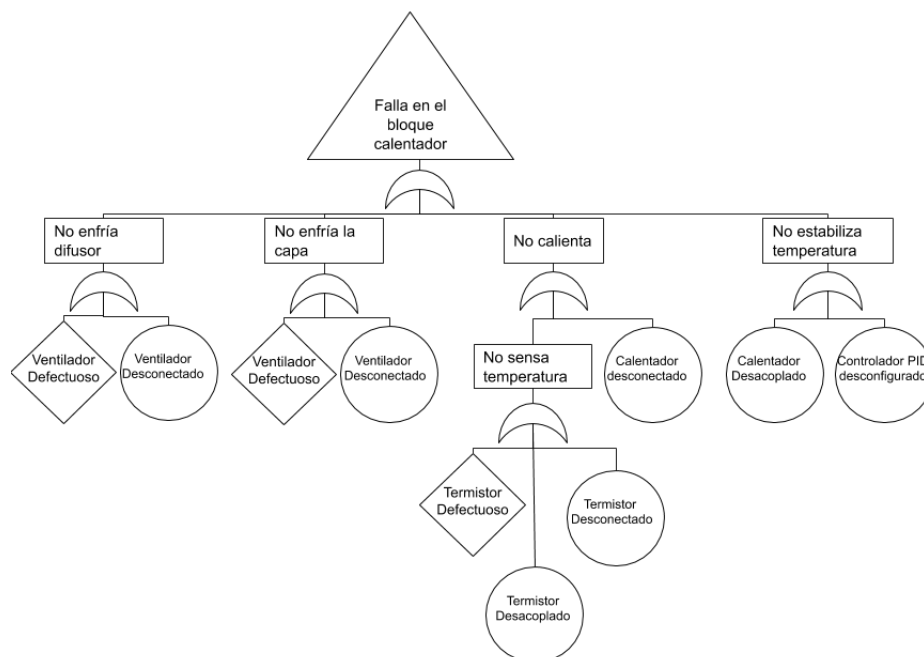 Falla en el
bloque
calentador
No enfría
difusor
No enfría la
capa
No calienta
No estabiliza
temperatura
Ventilador
Defectuoso
Ventilador
Desconectado
Ventilador
Defectuoso
Ventilador
Desconectado
No sensa
temperatura
Calentador
desconectado
Calentador
Desacoplado
Controlador PID
desconfigurado
Termistor
Defectuoso
Termistor
Desconectado
Termistor
Desacoplado